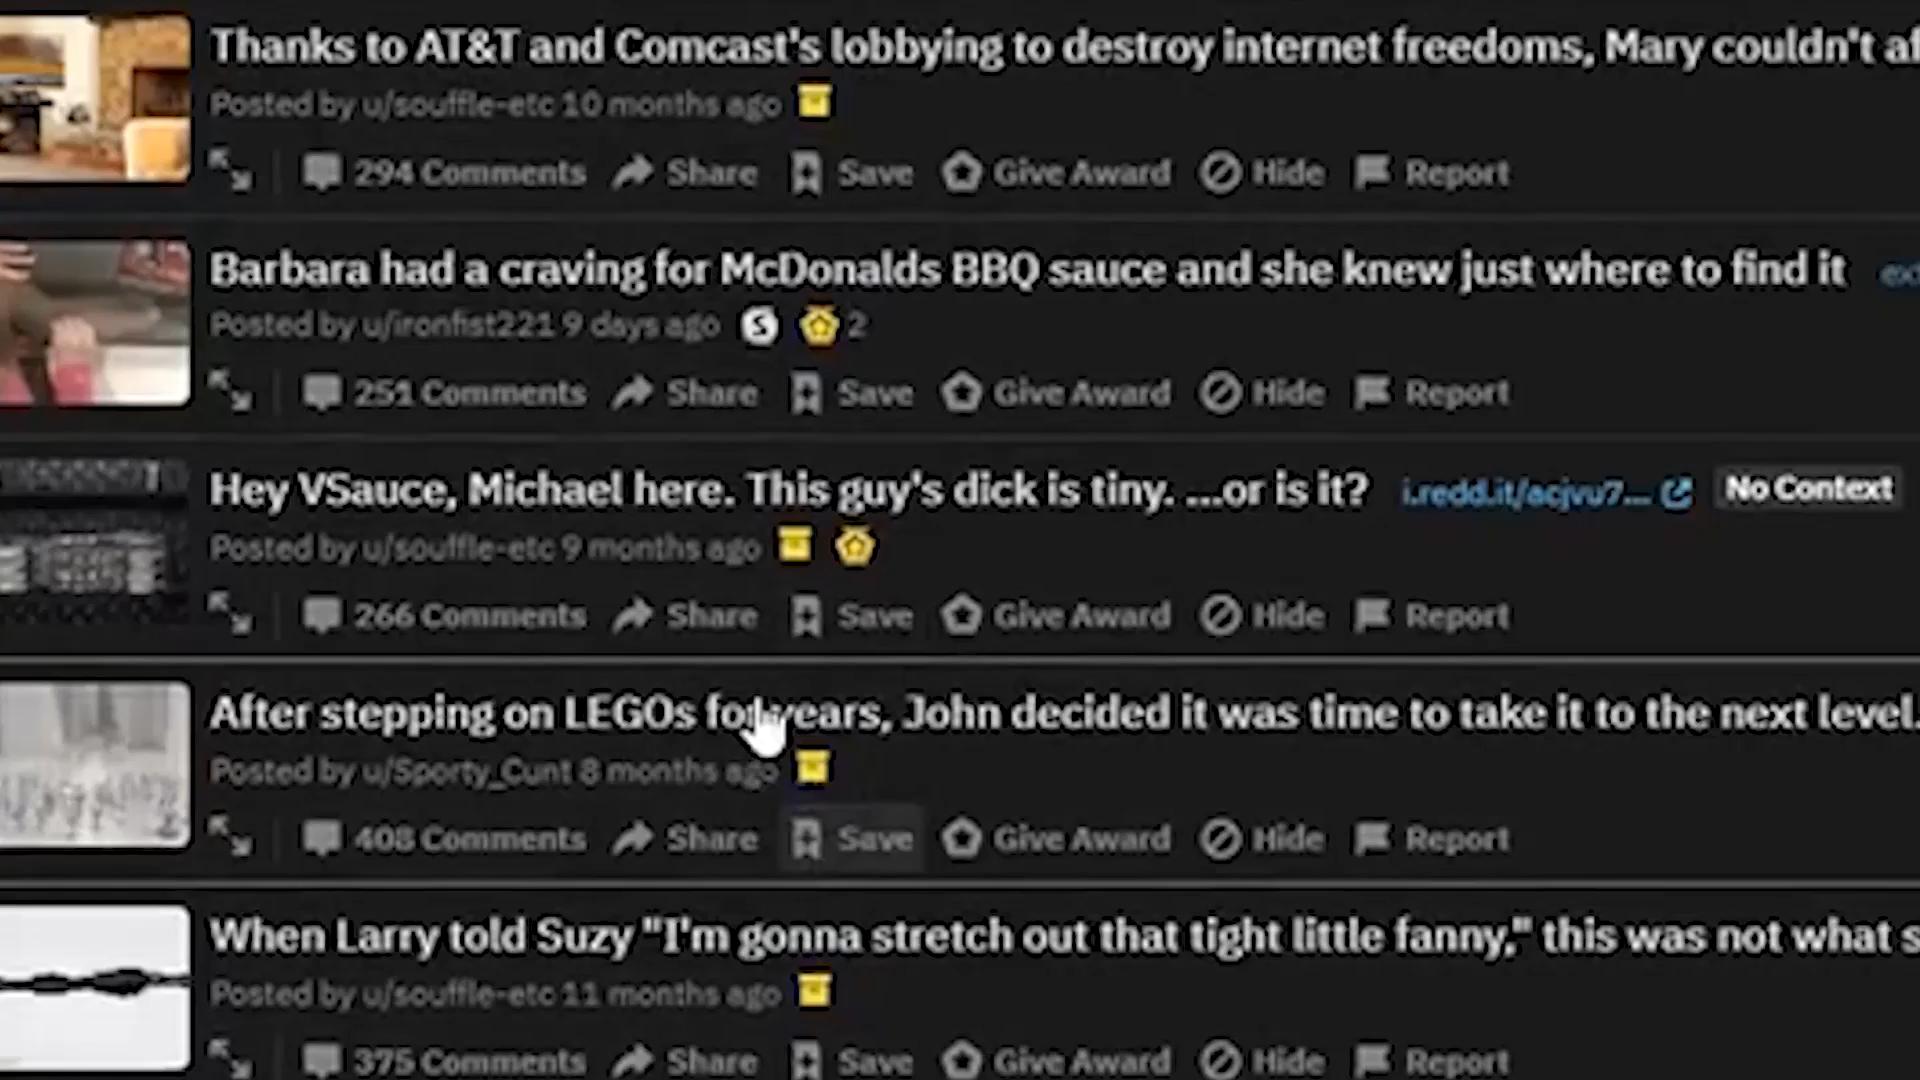 Thanks to AT&T and Comcast's lobbying to destroy internet freedoms, Mary couldn't af
Posted by u/souffle-etc 10 months ago
294 Comments Share Save Give Award Hide Report
Barbara had a craving for McDonalds BBQ sauce and she knew just where to find it
Posted by u/ironfist221 9 days ago S 2
251 Comments Share Save Give Award Hide Report
Hey VSauce, Michael here. This guy's dick is tiny. ...or is it? i.redd.it/acjvu7... No Context
Posted by u/souffle-etc 9 months ago
266 Comments Share Save Give Award Hide Report
After stepping on LEGOs for years, John decided it was time to take it to the next level.
Posted by u/Sporty_Cunt 8 months ago
408 Comments Share Save Give Award Hide Report
When Larry told Suzy "I'm gonna stretch out that tight little fanny," this was not what s
Posted by u/souffle-etc 11 months ago
375 Comments Share Save Give Award Hide Report